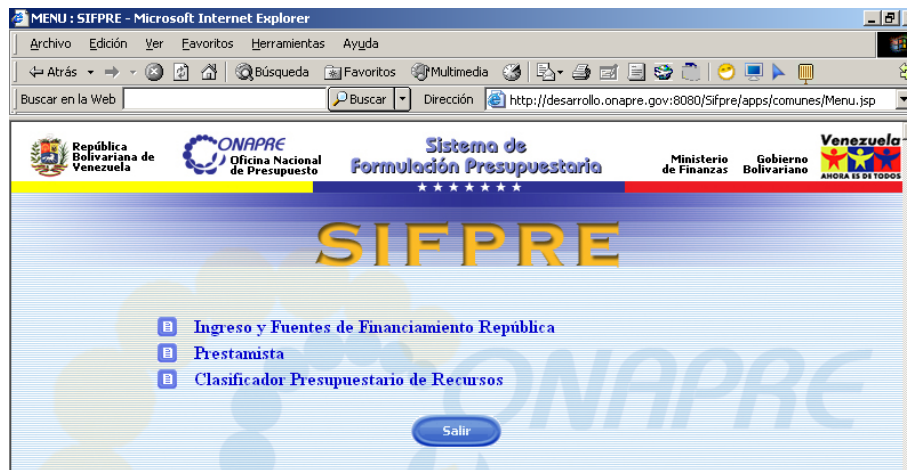 MENU : SIFPRE - Microsoft Internet Explorer
Archivo Edición Ver Favoritos Herramientas Ayuda
Atrás Búsqueda Favoritos Multimedia
Buscar en la Web Buscar Dirección http://desarrollo.onapre.gov:8080/Sifpre/apps/comunes/Menu.jsp
República
Bolivariana de
Venezuela
ONAPRE
Oficina Nacional
de Presupuesto
Sistema de
Formulación Presupuestaria
Ministerio
de Finanzas
Gobierno
Bolivariano
Venezuela
AHORA ES DE TODOS
SIFPRE
Ingreso y Fuentes de Financiamiento República
Prestamista
Clasificador Presupuestario de Recursos
ONAPRE
Salir